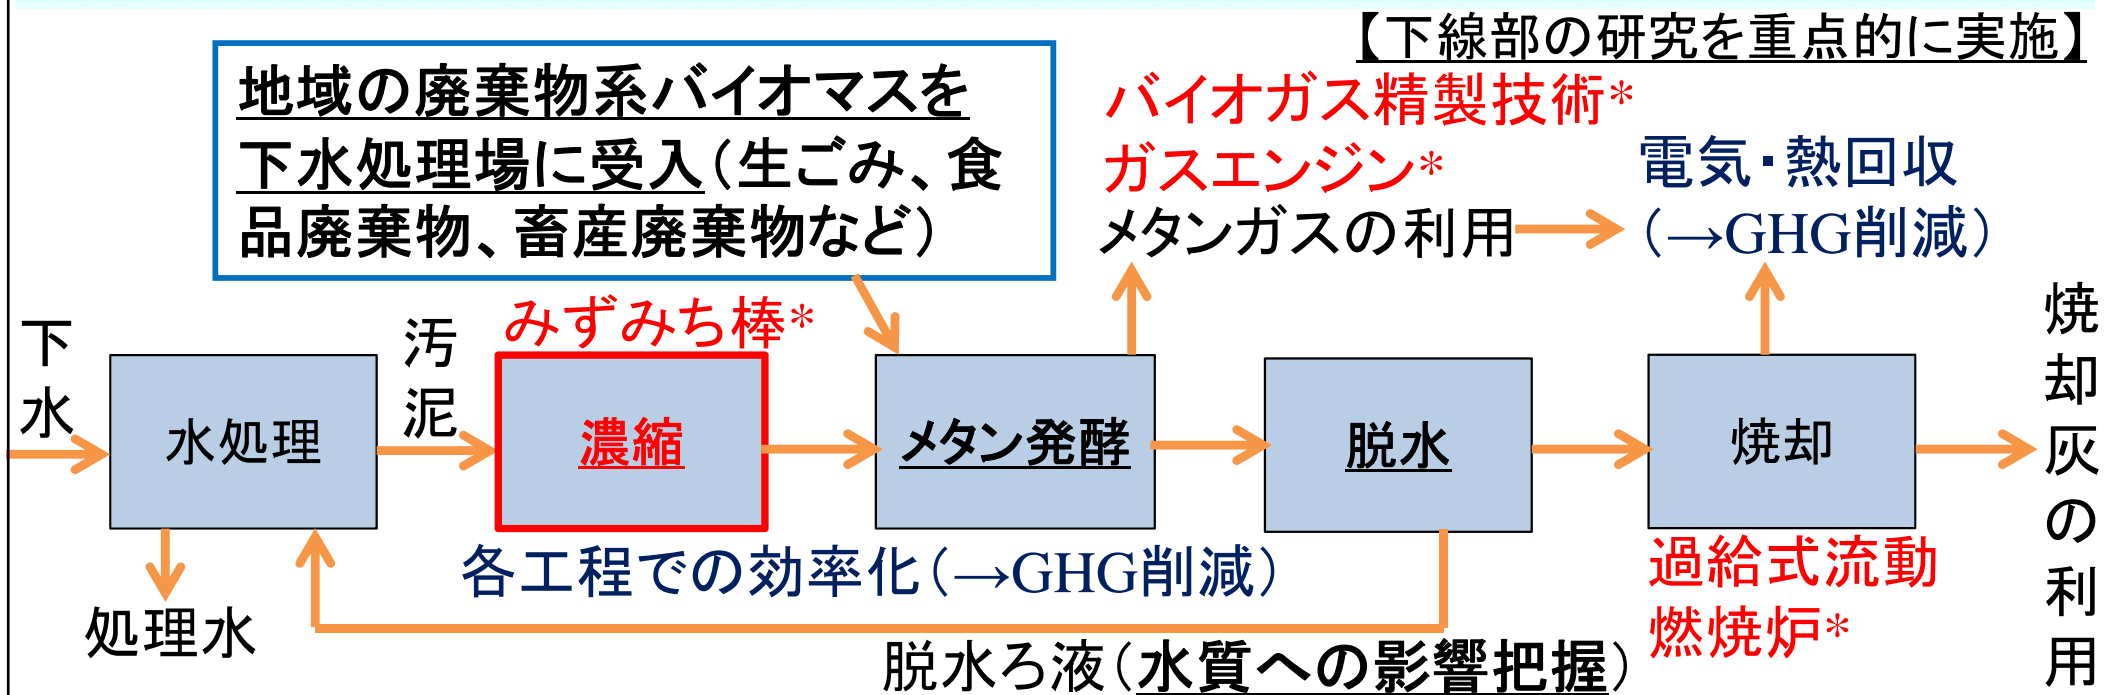 【下線部の研究を重点的に実施】
地域の廃棄物系バイオマスを
下水処理場に受入（生ごみ、食
品廃棄物、畜産廃棄物など）
バイオガス精製技術*
ガスエンジン*
メタンガスの利用
電気・熱回収
（→GHG削減）
下水
汚泥
みずみち棒*
水処理
濃縮
メタン発酵
脱水
焼却
焼却灰の利用
各工程での効率化（→GHG削減）
過給式流動
燃焼炉*
処理水
脱水ろ液（水質への影響把握）